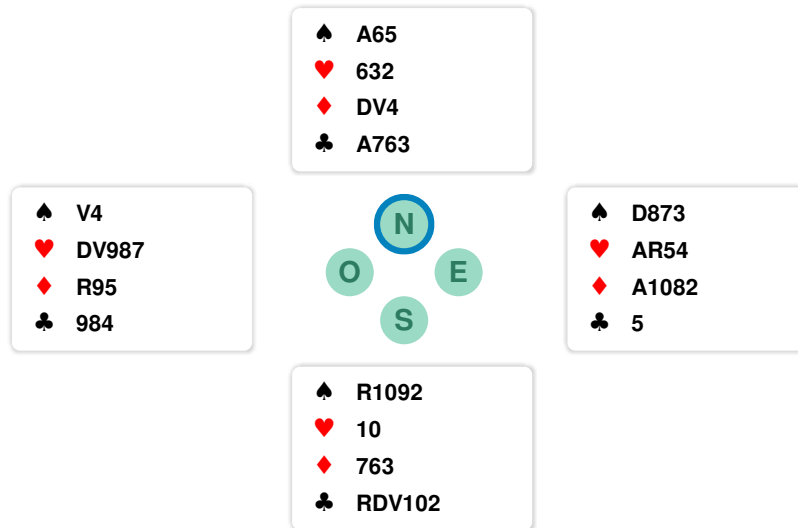 ♠ A65
♥ 632
♦ DV4
♣ A763
♠ V4
♥ DV987
♦ R95
♣ 984
N
O
E
S
♠ D873
♥ AR54
♦ A1082
♣ 5
♠ R1092
♥ 10
♦ 763
♣ RDV102